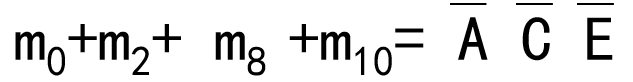 m₀+m₂+ m₈ +m₁₀= A̅ C̅ E̅